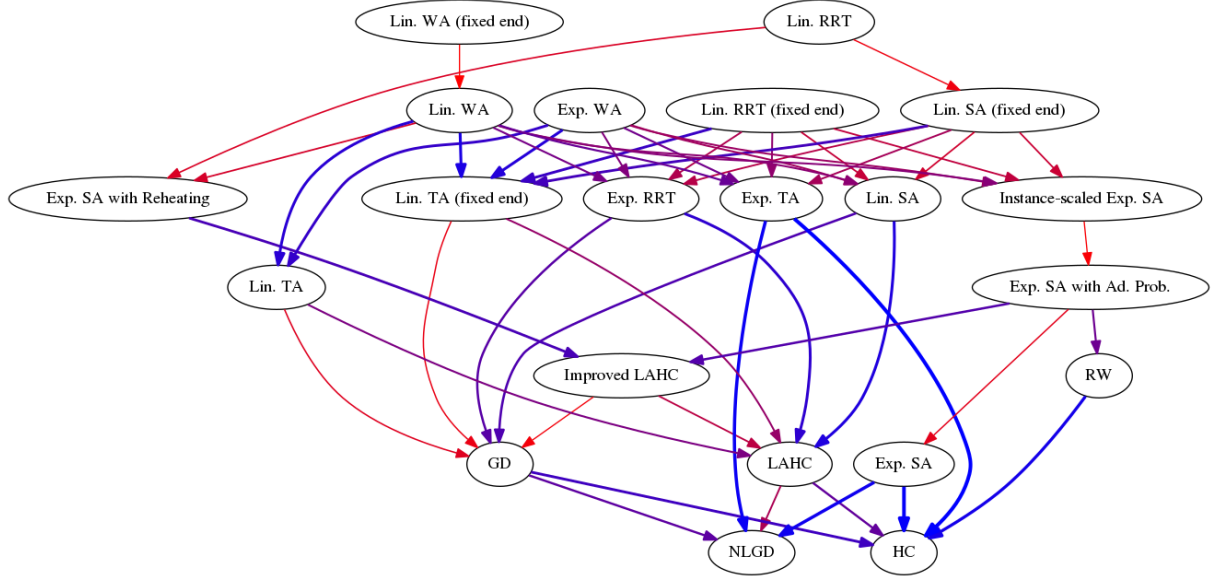 Lin. WA (fixed end)
Lin. RRT
Lin. WA
Exp. WA
Lin. RRT (fixed end)
Lin. SA (fixed end)
Exp. SA with Reheating
Lin. TA (fixed end)
Exp. RRT
Exp. TA
Lin. SA
Instance-scaled Exp. SA
Lin. TA
Exp. SA with Ad. Prob.
Improved LAHC
RW
GD
LAHC
Exp. SA
NLGD
HC